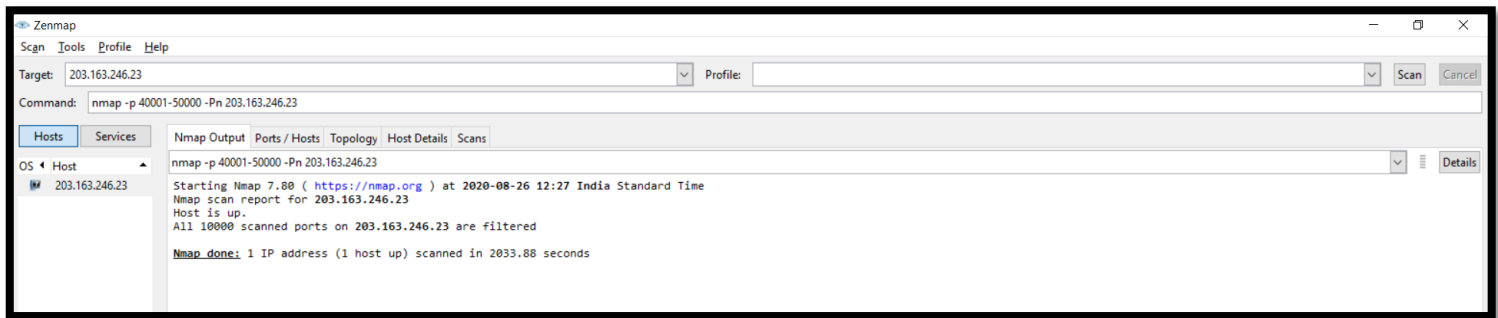 Zenmap
Scan Tools Profile Help
Target: 203.163.246.23 Profile: Scan Cancel
Command: nmap -p 40001-50000 -Pn 203.163.246.23
Hosts Services Nmap Output Ports / Hosts Topology Host Details Scans
OS Host nmap -p 40001-50000 -Pn 203.163.246.23 Details
203.163.246.23
Starting Nmap 7.80 ( https://nmap.org ) at 2020-08-26 12:27 India Standard Time
Nmap scan report for 203.163.246.23
Host is up.
All 10000 scanned ports on 203.163.246.23 are filtered
Nmap done: 1 IP address (1 host up) scanned in 2033.88 seconds